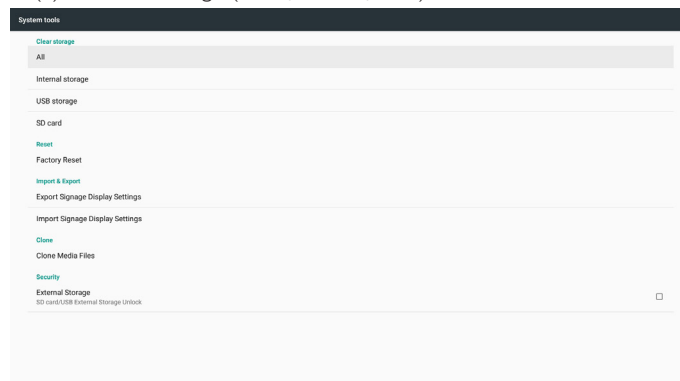 System tools
Clear storage
All
Internal storage
USB storage
SD card
Reset
Factory Reset
Import & Export
Export Signage Display Settings
Import Signage Display Settings
Clone
Clone Media Files
Security
External Storage
SD card/USB External Storage Unlock